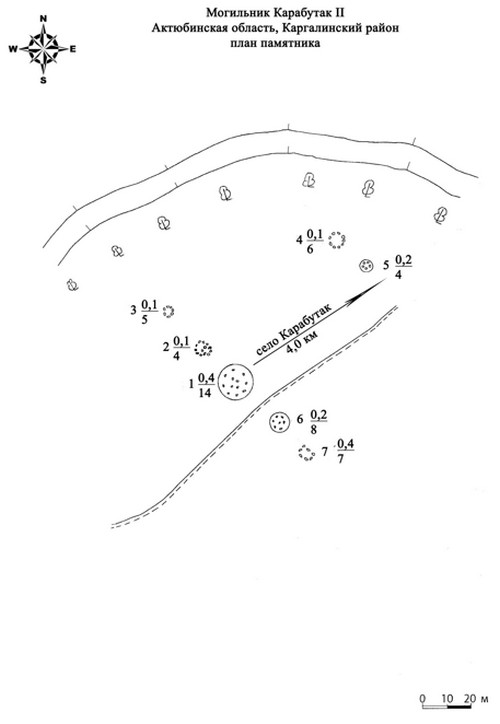 Могильник Карабутак II
Актюбинская область, Каргалинский район
план памятника
N
W E
S
4 0,1
6
5 0,2
4
3 0,1
5
село Карабутак
4,0 км
2 0,1
4
1 0,4
14
6 0,2
8
7 0,4
7
0 10 20 м